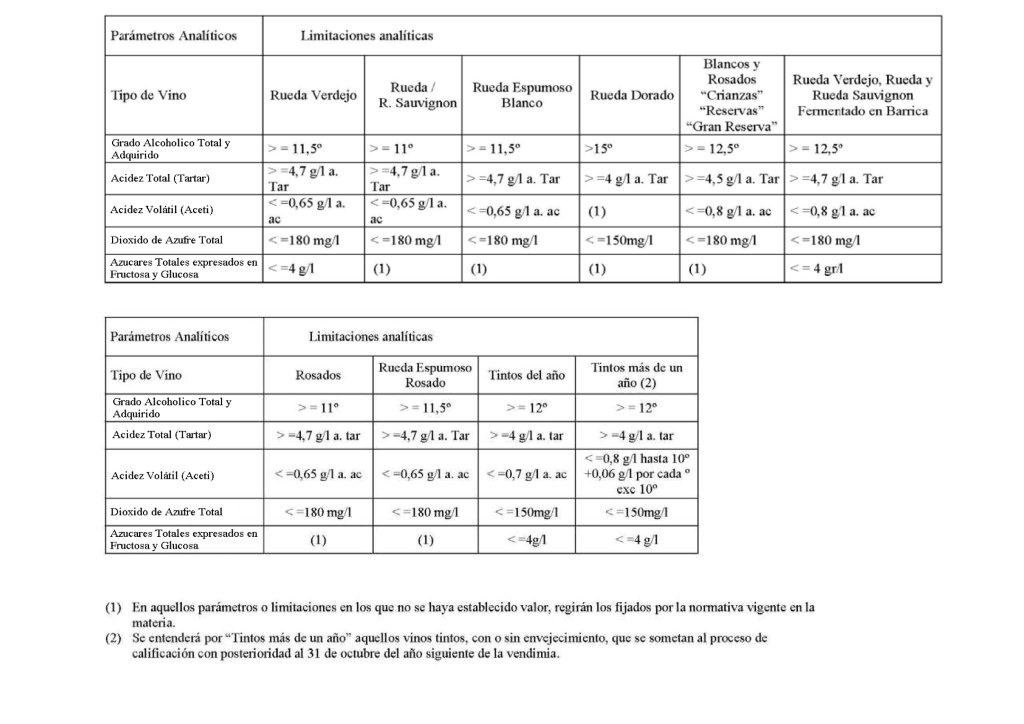 Parámetros Analíticos Limitaciones analíticas
Tipo de Vino Rueda Verdejo Rueda / R. Sauvignon Rueda Espumoso Blanco Rueda Dorado Blancos y Rosados “Crianzas” “Reservas” “Gran Reserva” Rueda Verdejo, Rueda y Rueda Sauvignon Fermentado en Barrica
Grado Alcoholico Total y Adquirido > = 11,5º > = 11º > = 11,5º >15º > = 12,5º > = 12,5º
Acidez Total (Tartar) > =4,7 g/l a. Tar > =4,7 g/l a. Tar > =4,7 g/l a. Tar > =4 g/l a. Tar > =4,5 g/l a. Tar > =4,7 g/l a. Tar
Acidez Volátil (Aceti) < =0,65 g/l a. ac < =0,65 g/l a. ac < =0,65 g/l a. ac (1) < =0,8 g/l a. ac < =0,8 g/l a. ac
Dioxido de Azufre Total < =180 mg/l < =180 mg/l < =180 mg/l < =150mg/l < =180 mg/l < =180 mg/l
Azucares Totales expresados en Fructosa y Glucosa < =4 g/l (1) (1) (1) (1) < = 4 gr/l
Parámetros Analíticos Limitaciones analíticas
Tipo de Vino Rosados Rueda Espumoso Rosado Tintos del año Tintos más de un año (2)
Grado Alcoholico Total y Adquirido > = 11º > = 11,5º > = 12º > = 12º
Acidez Total (Tartar) > =4,7 g/l a. tar > =4,7 g/l a. Tar > =4 g/l a. tar > =4 g/l a. tar
Acidez Volátil (Aceti) < =0,65 g/l a. ac < =0,65 g/l a. ac < =0,7 g/l a. ac < =0,8 g/l hasta 10º +0,06 g/l por cada º exc 10º
Dioxido de Azufre Total < =180 mg/l < =180 mg/l < =150mg/l < =150mg/l
Azucares Totales expresados en Fructosa y Glucosa (1) (1) < =4g/l < =4 g/l
(1) En aquellos parámetros o limitaciones en los que no se haya establecido valor, regirán los fijados por la normativa vigente en la
materia.
(2) Se entenderá por “Tintos más de un año” aquellos vinos tintos, con o sin envejecimiento, que se sometan al proceso de
calificación con posterioridad al 31 de octubre del año siguiente de la vendimia.